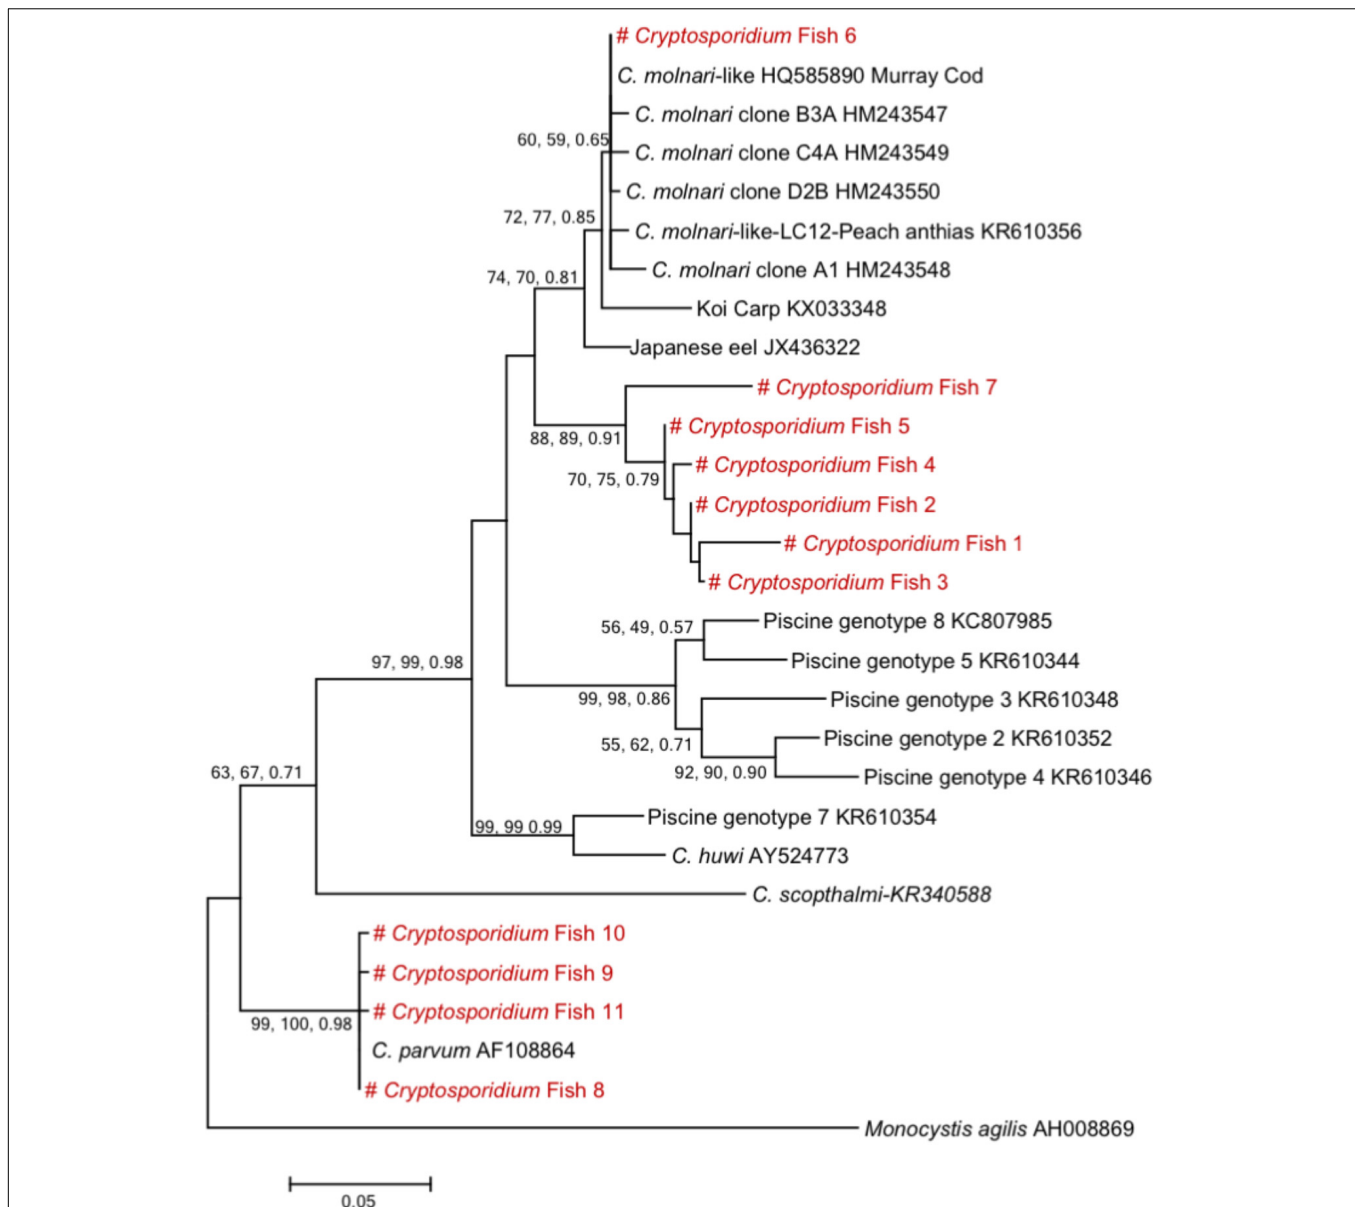 # Cryptosporidium Fish 6
C. molnari-like HQ585890 Murray Cod
C. molnari clone B3A HM243547
60, 59, 0.65
C. molnari clone C4A HM243549
C. molnari clone D2B HM243550
72, 77, 0.85
C. molnari-like-LC12-Peach anthias KR610356
C. molnari clone A1 HM243548
74, 70, 0.81
Koi Carp KX033348
Japanese eel JX436322
# Cryptosporidium Fish 7
# Cryptosporidium Fish 5
88, 89, 0.91
# Cryptosporidium Fish 4
70, 75, 0.79
# Cryptosporidium Fish 2
# Cryptosporidium Fish 1
# Cryptosporidium Fish 3
Piscine genotype 8 KC807985
56, 49, 0.57
Piscine genotype 5 KR610344
97, 99, 0.98
99, 98, 0.86
Piscine genotype 3 KR610348
Piscine genotype 2 KR610352
55, 62, 0.71
92, 90, 0.90
Piscine genotype 4 KR610346
63, 67, 0.71
Piscine genotype 7 KR610354
99, 99 0.99
C. huwi AY524773
C. scopthalmi-KR340588
# Cryptosporidium Fish 10
# Cryptosporidium Fish 9
# Cryptosporidium Fish 11
99, 100, 0.98
C. parvum AF108864
# Cryptosporidium Fish 8
Monocystis agilis AH008869
0.05